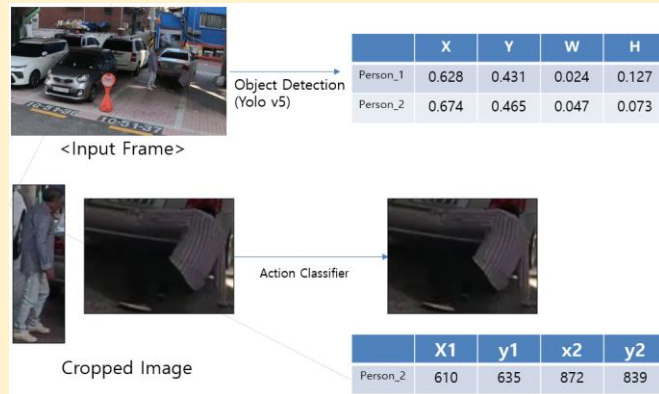 X Y W H
Person_1 0.628 0.431 0.024 0.127
Person_2 0.674 0.465 0.047 0.073
Object Detection
(Yolo v5)
<Input Frame>
Action Classifier
Cropped Image
X1 y1 x2 y2
Person_2 610 635 872 839